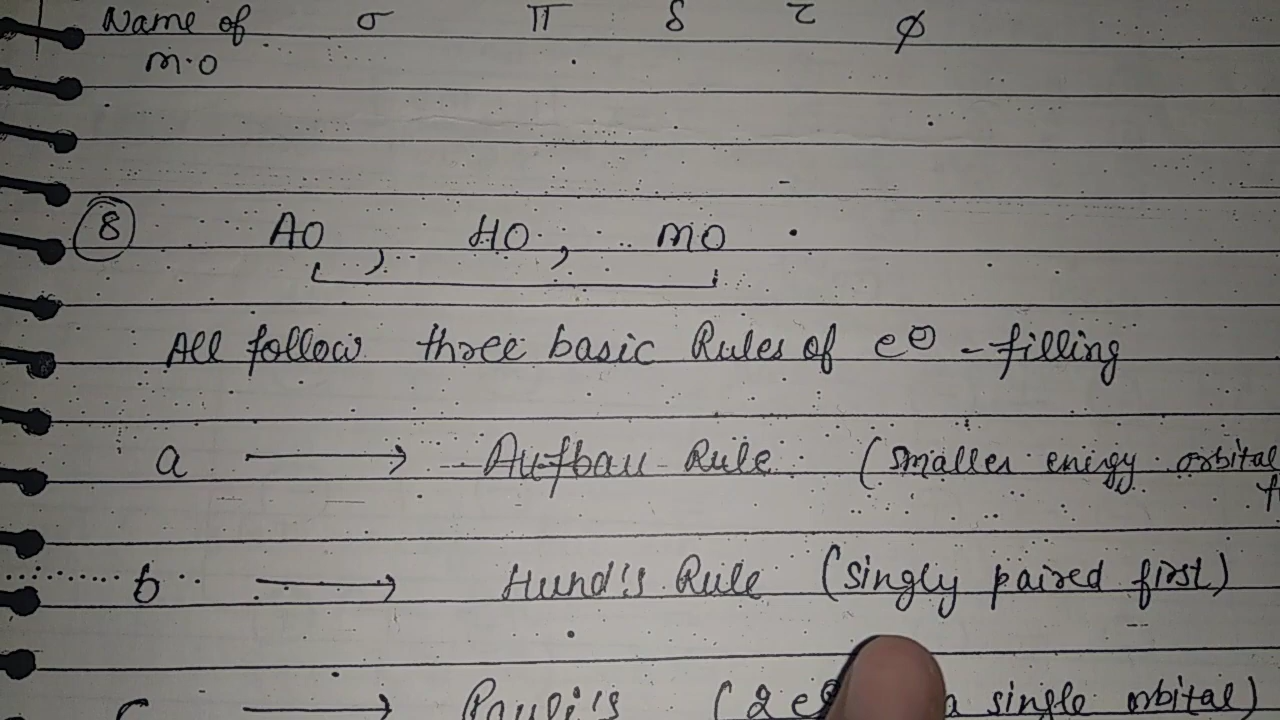 Name of σ π δ τ φ
M.O
8 AO, HO, MO.
All follow three basic Rules of e⊖ - filling
a → Aufbau Rule (smaller energy orbital
b → Hund's Rule (singly paired first)
c → Pauli's (2 e a single orbital)